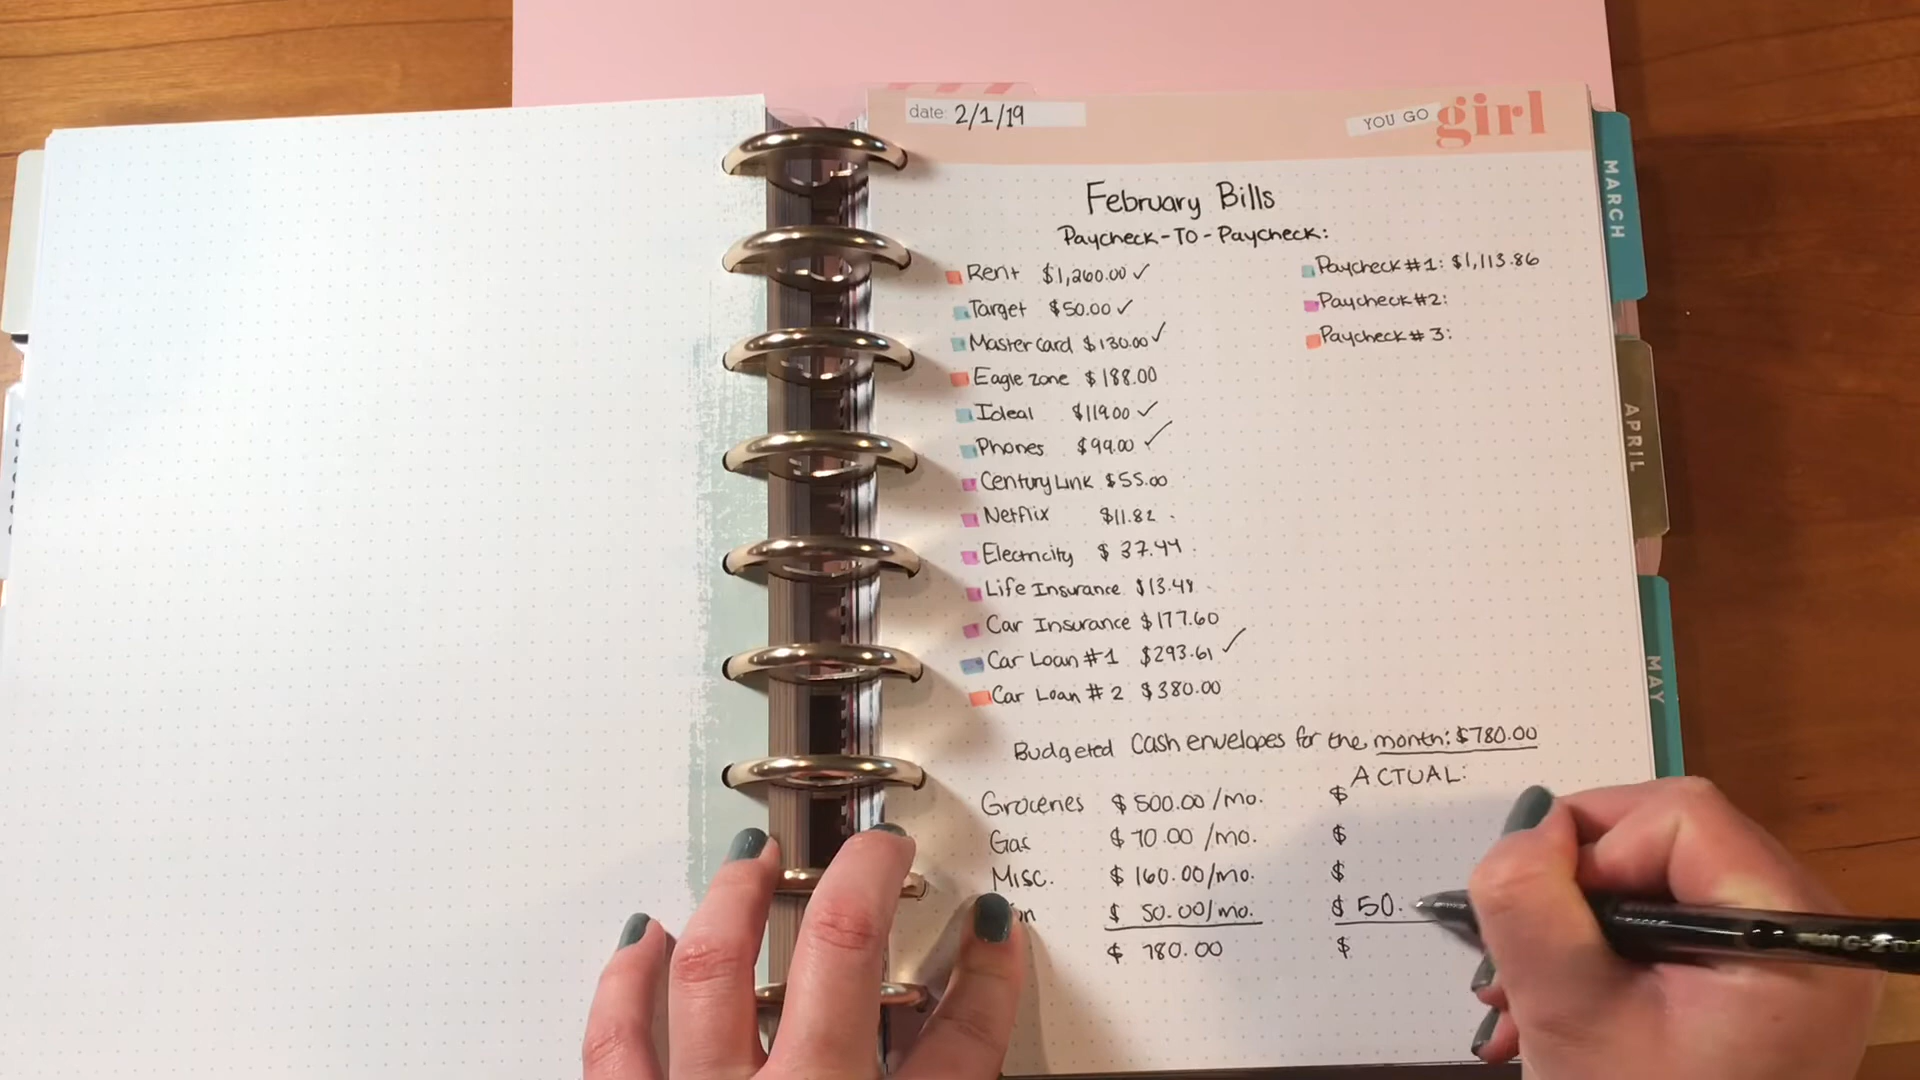 date: 2/1/19
YOU GO girl
February Bills
Paycheck-TO-Paycheck:
Rent $1,260.00 ✓
Target $50.00 ✓
Mastercard $130.00 ✓
Eagle zone $188.00
Ideal $119.00 ✓
Phones $99.00 ✓
Century Link $55.00
Netflix $11.82
Electricity $37.44
Life Insurance $13.48
Car Insurance $177.60
Car Loan #1 $293.61 ✓
Car Loan #2 $380.00
Paycheck #1: $1,113.86
Paycheck #2:
Paycheck #3:
Budgeted Cash envelopes for the month: $780.00
ACTUAL:
Groceries $500.00/mo. $
Gas $70.00/mo. $
Misc. $160.00/mo. $
$50.00/mo. $50.
$780.00 $
MARCH
APRIL
MAY
G-2